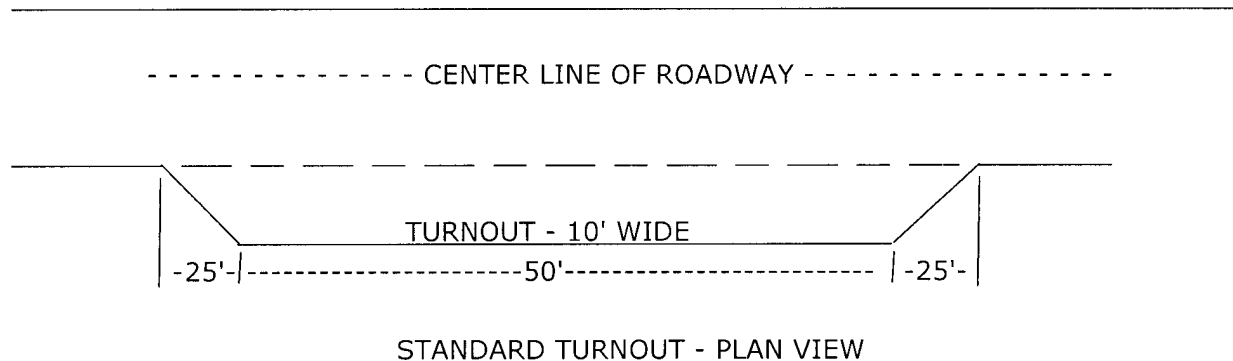 - - - - - - - - - - - - - CENTER LINE OF ROADWAY - - - - - - - - - - - - - - -
TURNOUT - 10' WIDE
-25'-|----------------------50'------------------------ | -25'-
STANDARD TURNOUT - PLAN VIEW